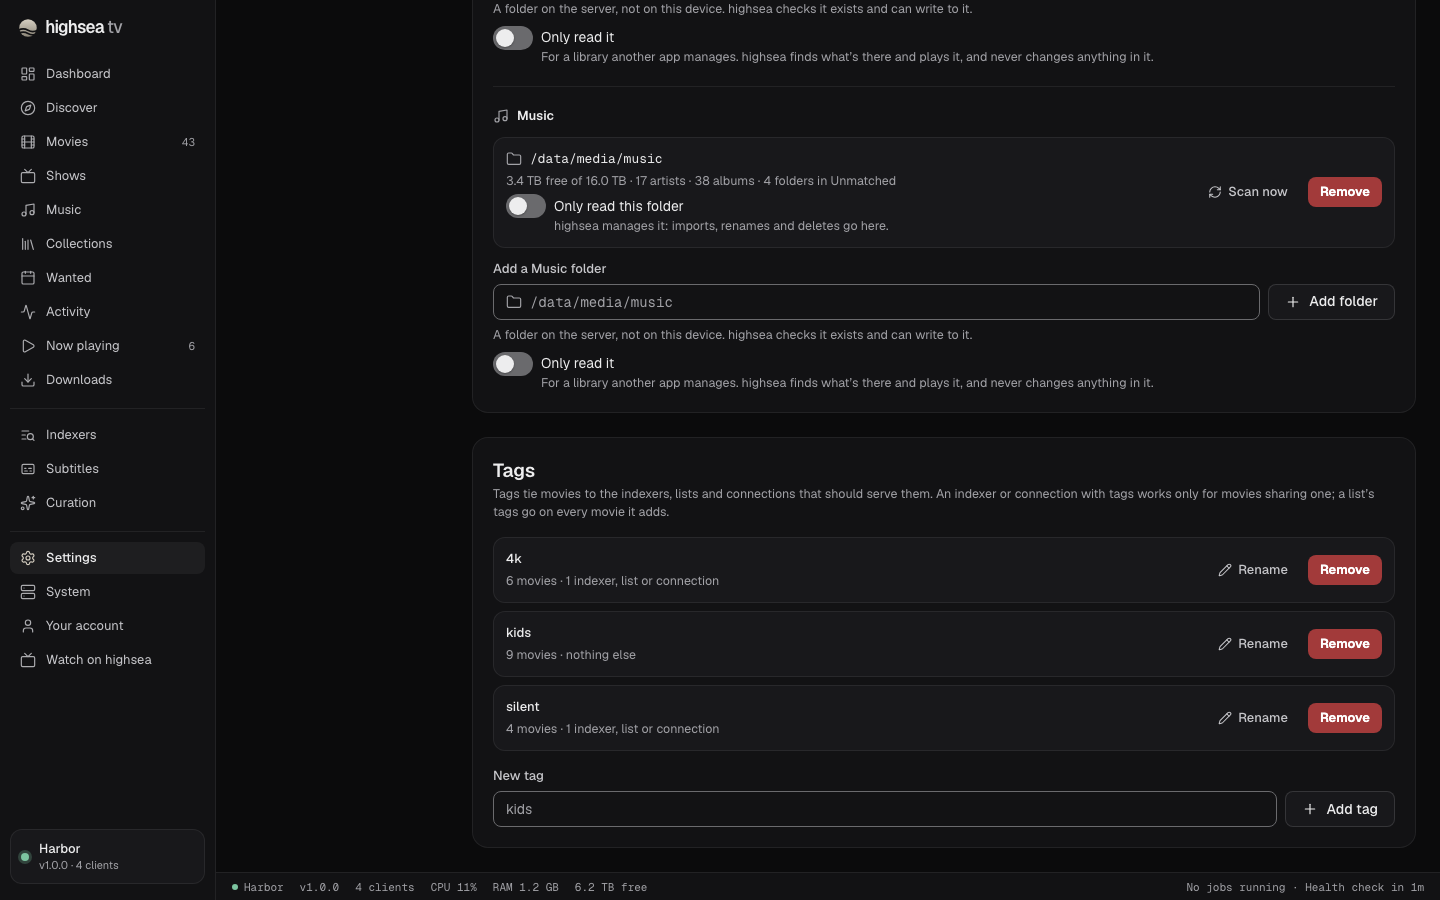 highsea tv
Dashboard
Discover
Movies 43
Shows
Music
Collections
Wanted
Activity
Now playing 6
Downloads
Indexers
Subtitles
Curation
Settings
System
Your account
Watch on highsea
Harbor
v1.0.0 · 4 clients
A folder on the server, not on this device. highsea checks it exists and can write to it.
Only read it
For a library another app manages. highsea finds what's there and plays it, and never changes anything in it.
Music
/data/media/music
3.4 TB free of 16.0 TB · 17 artists · 38 albums · 4 folders in Unmatched
Only read this folder
highsea manages it: imports, renames and deletes go here.
Scan now
Remove
Add a Music folder
/data/media/music
Add folder
A folder on the server, not on this device. highsea checks it exists and can write to it.
Only read it
For a library another app manages. highsea finds what's there and plays it, and never changes anything in it.
Tags
Tags tie movies to the indexers, lists and connections that should serve them. An indexer or connection with tags works only for movies sharing one; a list's
tags go on every movie it adds.
4k
6 movies · 1 indexer, list or connection
Rename
Remove
kids
9 movies · nothing else
Rename
Remove
silent
4 movies · 1 indexer, list or connection
Rename
Remove
New tag
kids
Add tag
Harbor v1.0.0 4 clients CPU 11% RAM 1.2 GB 6.2 TB free
No jobs running · Health check in 1m